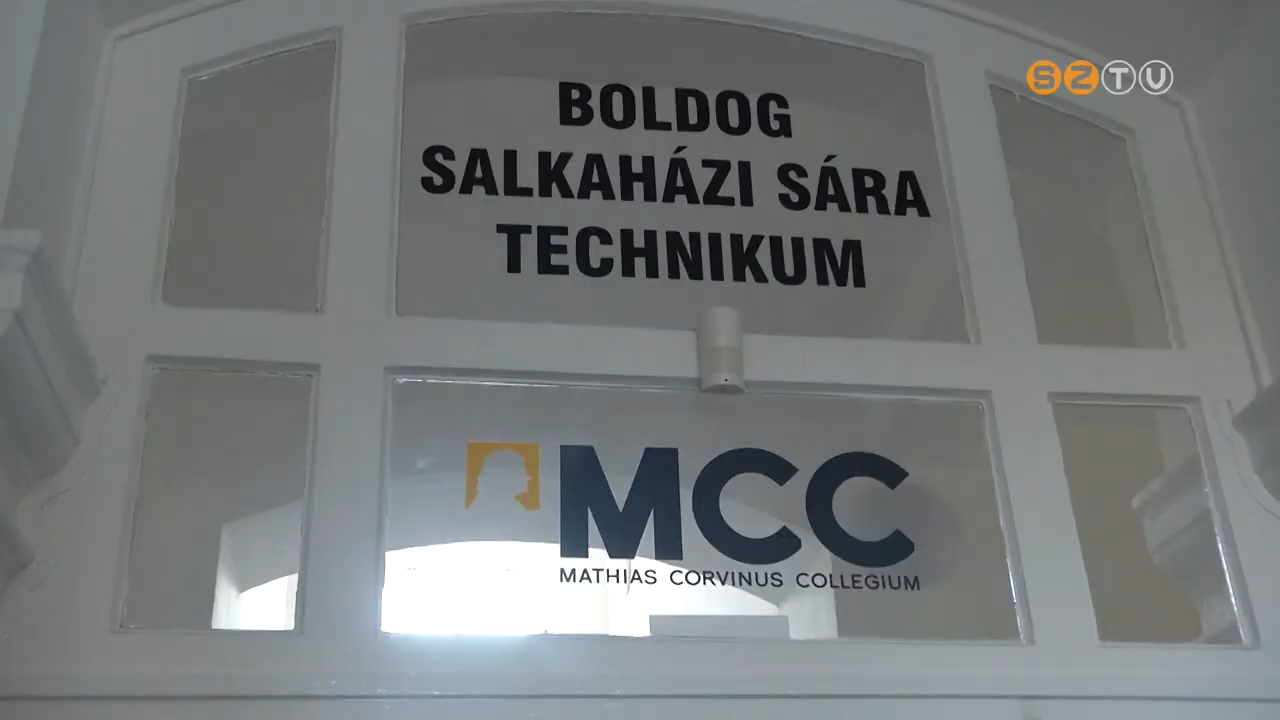 SZTV
BOLDOG
SALKAHÁZI SÁRA
TECHNIKUM
MCC
MATHIAS CORVINUS COLLEGIUM